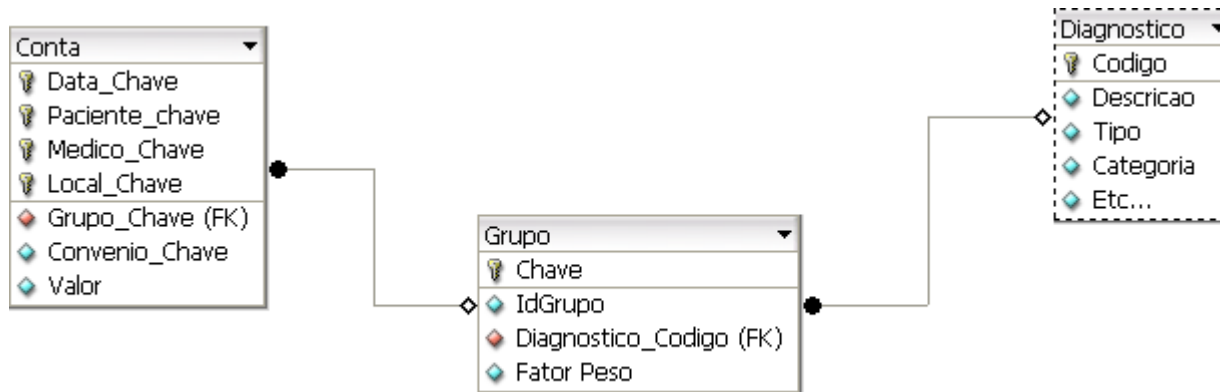 Conta
Data_Chave
Paciente_chave
Medico_Chave
Local_Chave
Grupo_Chave (FK)
Convenio_Chave
Valor
Grupo
Chave
IdGrupo
Diagnostico_Codigo (FK)
Fator Peso
Diagnostico
Codigo
Descricao
Tipo
Categoria
Etc...